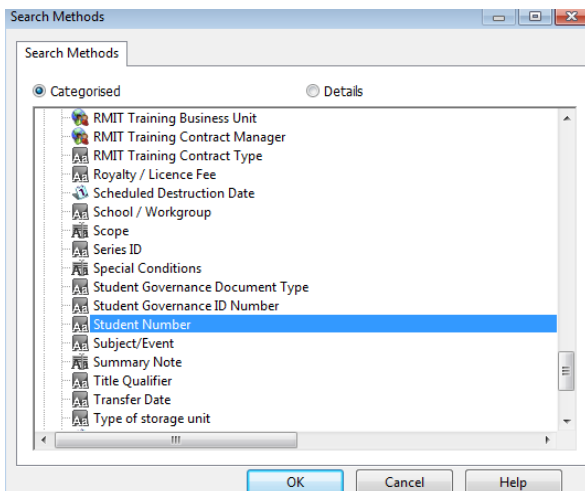 Search Methods
Search Methods
Categorised Details
RMIT Training Business Unit
RMIT Training Contract Manager
RMIT Training Contract Type
Royalty / Licence Fee
Scheduled Destruction Date
School / Workgroup
Scope
Series ID
Special Conditions
Student Governance Document Type
Student Governance ID Number
Student Number
Subject/Event
Summary Note
Title Qualifier
Transfer Date
Type of storage unit
OK Cancel Help